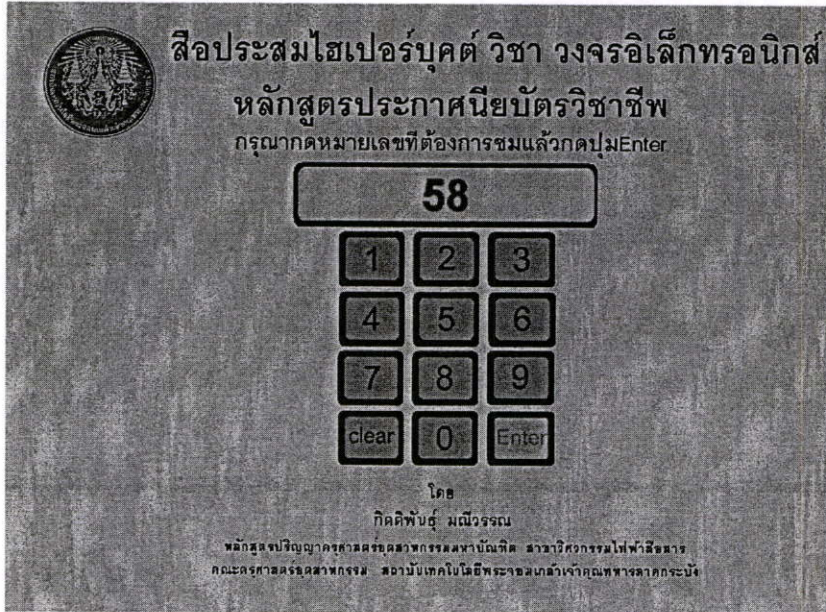 สื่อประสมไฮเปอร์บุคต์ วิชา วงจรอิเล็กทรอนิกส์
หลักสูตรประกาศนียบัตรวิชาชีพ
กรุณากดหมายเลขที่ต้องการชมแล้วกดปุ่มEnter
58
1 2 3
4 5 6
7 8 9
clear 0 Enter
โดย
กิตติพันธุ์ มณีวรรณ
หลักสูตรปริญญาครุศาสตร์อุตสาหกรรมมหาบัณฑิต สาขาวิศวกรรมไฟฟ้าสื่อสาร
คณะครุศาสตร์อุตสาหกรรม สถาบันเทคโนโลยีพระจอมเกล้าเจ้าคุณทหารลาดกระบัง